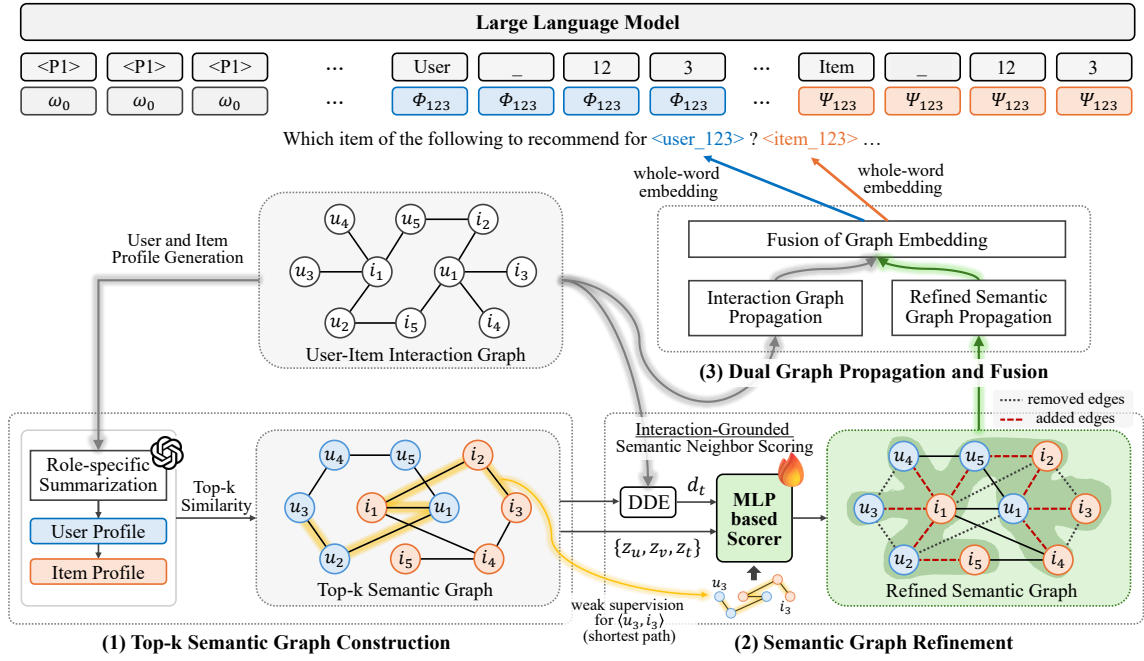 Large Language Model
<P1> <P1> <P1> ... User _ 12 3 ... Item _ 12 3
ω₀ ω₀ ω₀ ... Φ₁₂₃ Φ₁₂₃ Φ₁₂₃ Φ₁₂₃ ... Ψ₁₂₃ Ψ₁₂₃ Ψ₁₂₃ Ψ₁₂₃
Which item of the following to recommend for <user_123> ? <item_123> ...
whole-word
embedding
whole-word
embedding
User and Item
Profile Generation
u₄ u₅ i₂
u₃ i₁ u₁ i₃
u₂ i₅ i₄
User-Item Interaction Graph
Fusion of Graph Embedding
Interaction Graph
Propagation
Refined Semantic
Graph Propagation
(3) Dual Graph Propagation and Fusion
removed edges
added edges
Role-specific
Summarization
User Profile
Item Profile
Top-k
Similarity
u₄ u₅ i₂
u₃ i₁ u₁ i₃
u₂ i₅ i₄
Top-k Semantic Graph
(1) Top-k Semantic Graph Construction
Interaction-Grounded
Semantic Neighbor Scoring
DDE
dₜ
{zᵤ, zᵥ, zₜ}
MLP
based
Scorer
u₃
i₃
weak supervision
for ⟨u₃, i₃⟩
(shortest path)
u₄ u₅ i₂
u₃ i₁ u₁ i₃
u₂ i₅ i₄
Refined Semantic Graph
(2) Semantic Graph Refinement